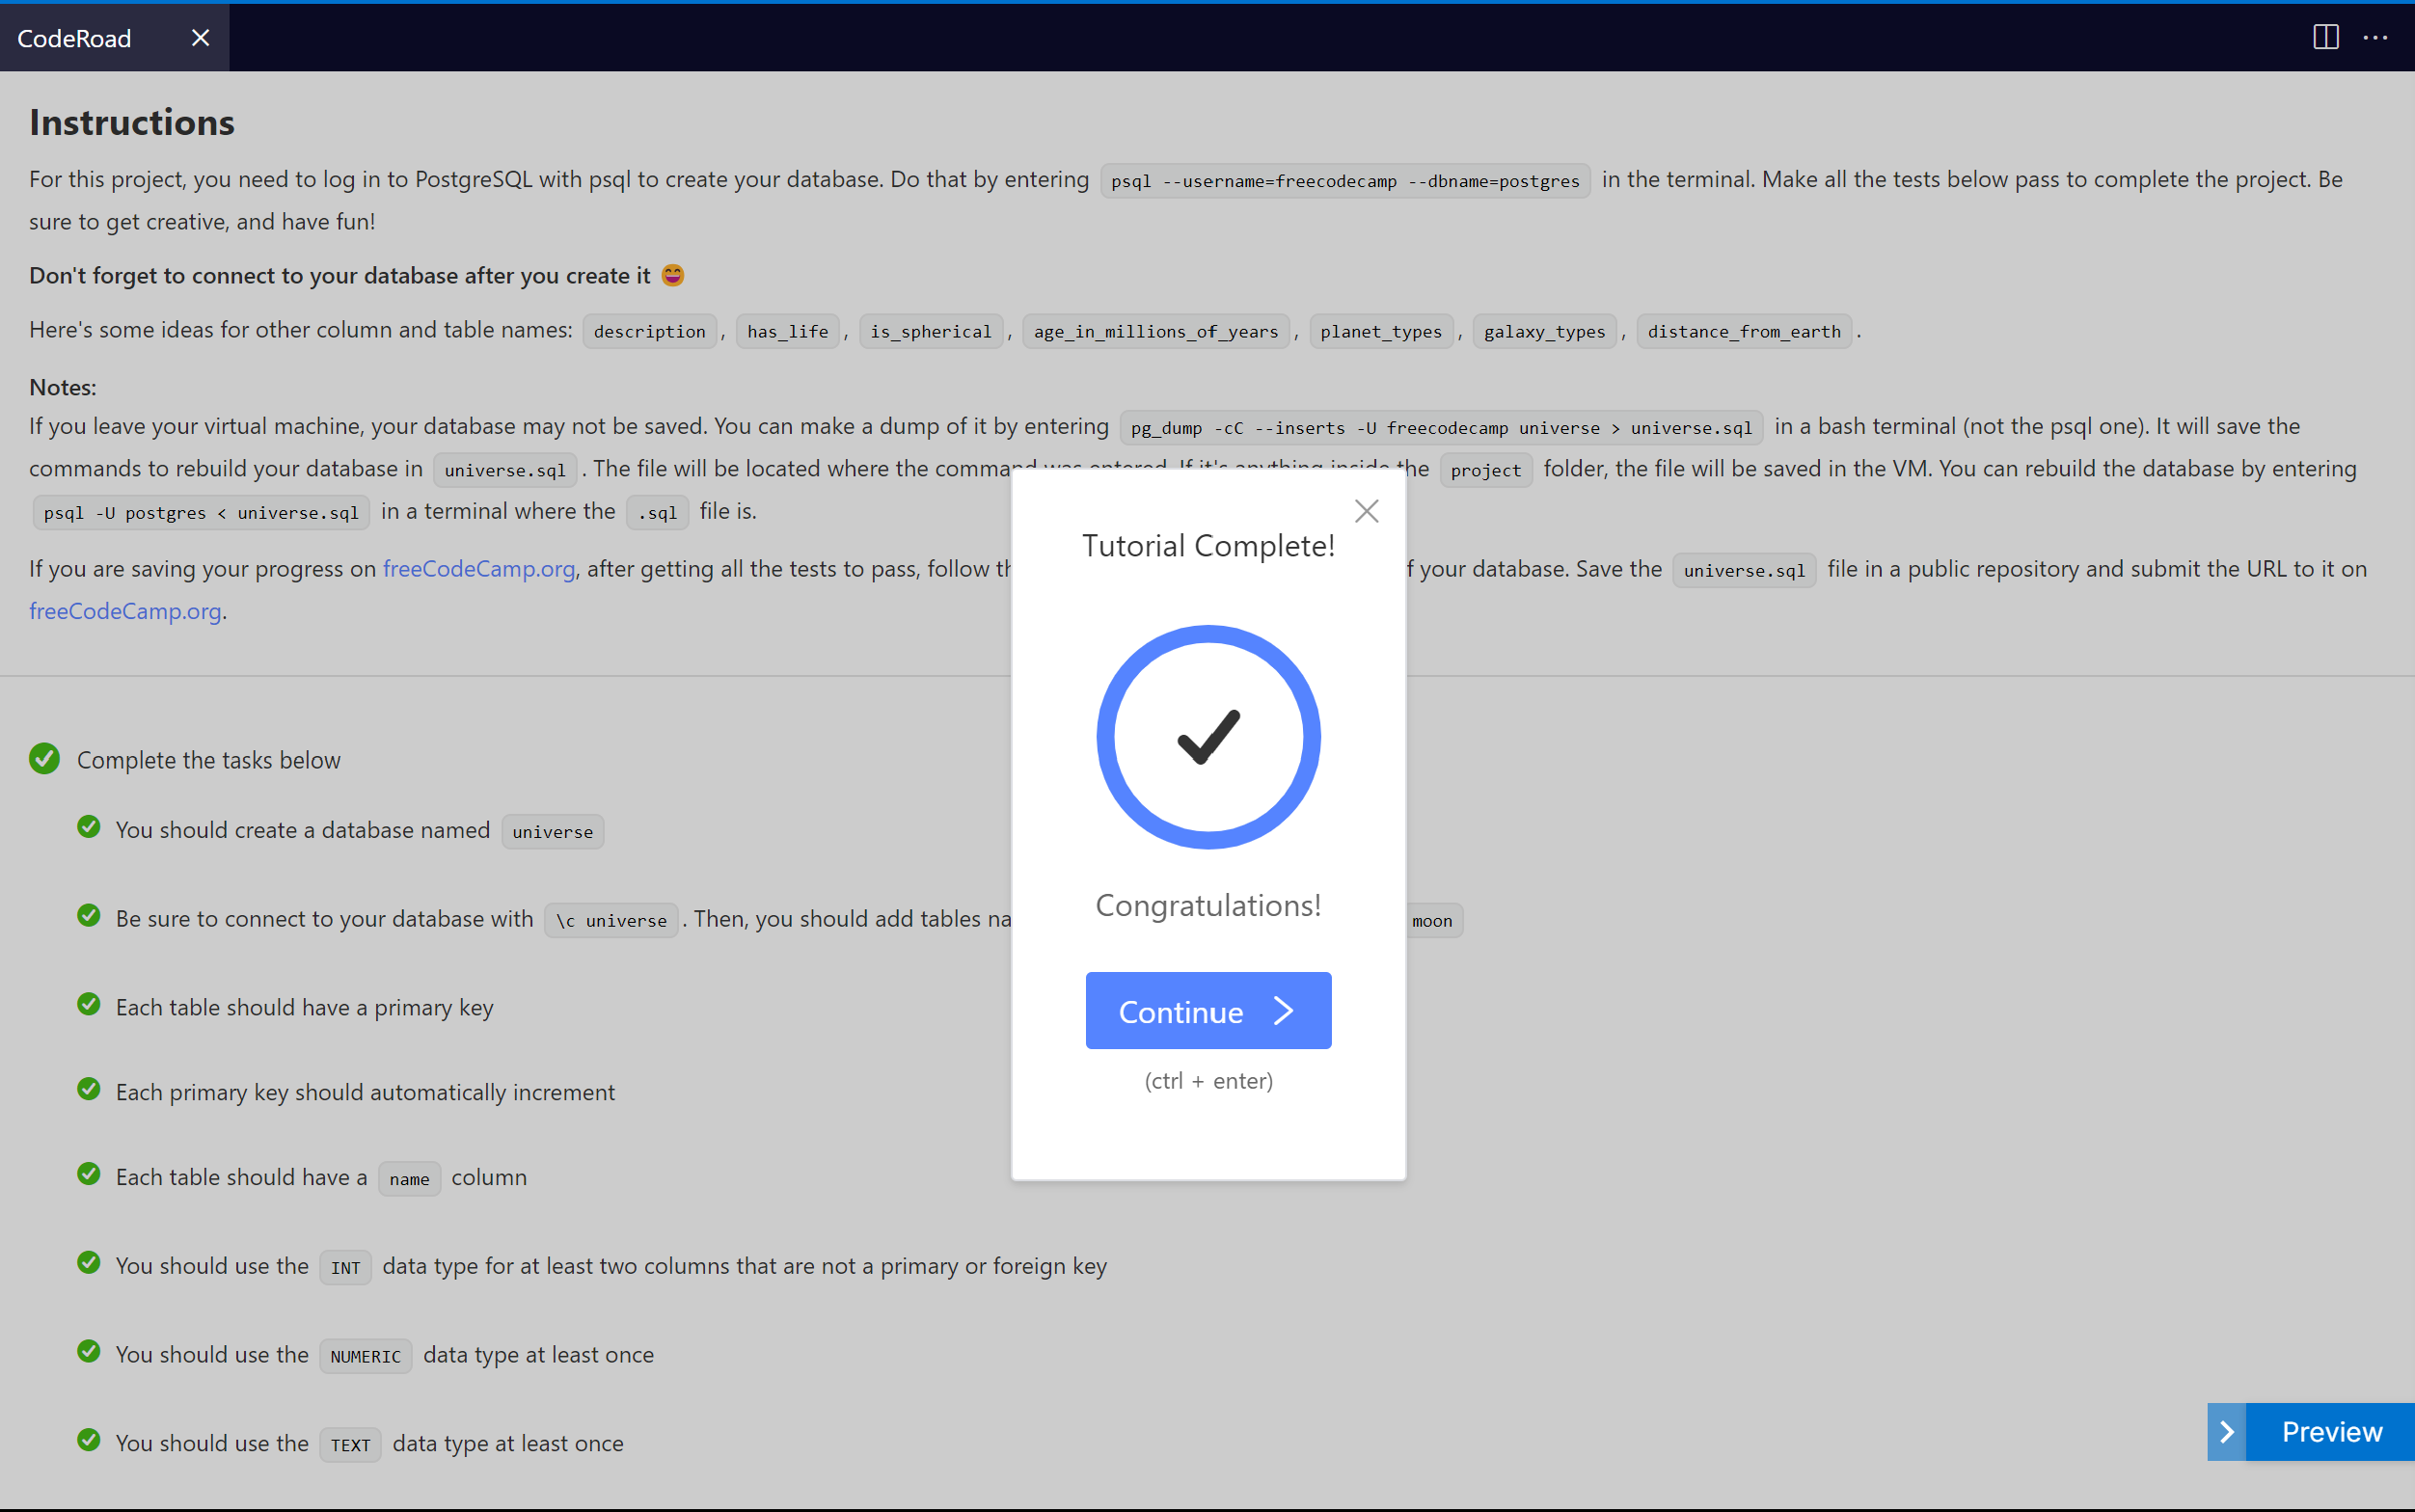 CodeRoad
Instructions
For this project, you need to log in to PostgreSQL with psql to create your database. Do that by entering psql --username=freecodecamp --dbname=postgres in the terminal. Make all the tests below pass to complete the project. Be
sure to get creative, and have fun!
Don't forget to connect to your database after you create it 😄
Here's some ideas for other column and table names: description, has_life, is_spherical, age_in_millions_of_years, planet_types, galaxy_types, distance_from_earth.
Notes:
If you leave your virtual machine, your database may not be saved. You can make a dump of it by entering pg_dump -cC --inserts -U freecodecamp universe > universe.sql in a bash terminal (not the psql one). It will save the
commands to rebuild your database in universe.sql. The file will be located where the command was entered. If it's anything inside the project folder, the file will be saved in the VM. You can rebuild the database by entering
psql -U postgres < universe.sql in a terminal where the .sql file is.
If you are saving your progress on freeCodeCamp.org, after getting all the tests to pass, follow f your database. Save the universe.sql file in a public repository and submit the URL to it on
freeCodeCamp.org.
Tutorial Complete!
Congratulations!
Continue
(ctrl + enter)
Complete the tasks below
You should create a database named universe
Be sure to connect to your database with \c universe. Then, you should add tables na moon
Each table should have a primary key
Each primary key should automatically increment
Each table should have a name column
You should use the INT data type for at least two columns that are not a primary or foreign key
You should use the NUMERIC data type at least once
You should use the TEXT data type at least once
Preview